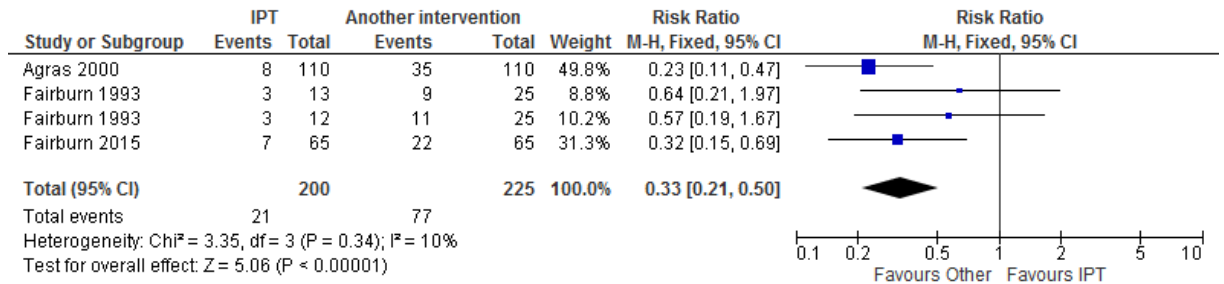 IPT Another intervention Risk Ratio Risk Ratio
Study or Subgroup Events Total Events Total Weight M-H, Fixed, 95% CI M-H, Fixed, 95% CI
Agras 2000 8 110 35 110 49.8% 0.23 [0.11, 0.47]
Fairburn 1993 3 13 9 25 8.8% 0.64 [0.21, 1.97]
Fairburn 1993 3 12 11 25 10.2% 0.57 [0.19, 1.67]
Fairburn 2015 7 65 22 65 31.3% 0.32 [0.15, 0.69]
Total (95% CI) 200 225 100.0% 0.33 [0.21, 0.50]
Total events 21 77
Heterogeneity: Chi² = 3.35, df = 3 (P = 0.34); I² = 10%
Test for overall effect: Z = 5.06 (P < 0.00001)
0.1 0.2 0.5 1 2 5 10
Favours Other Favours IPT